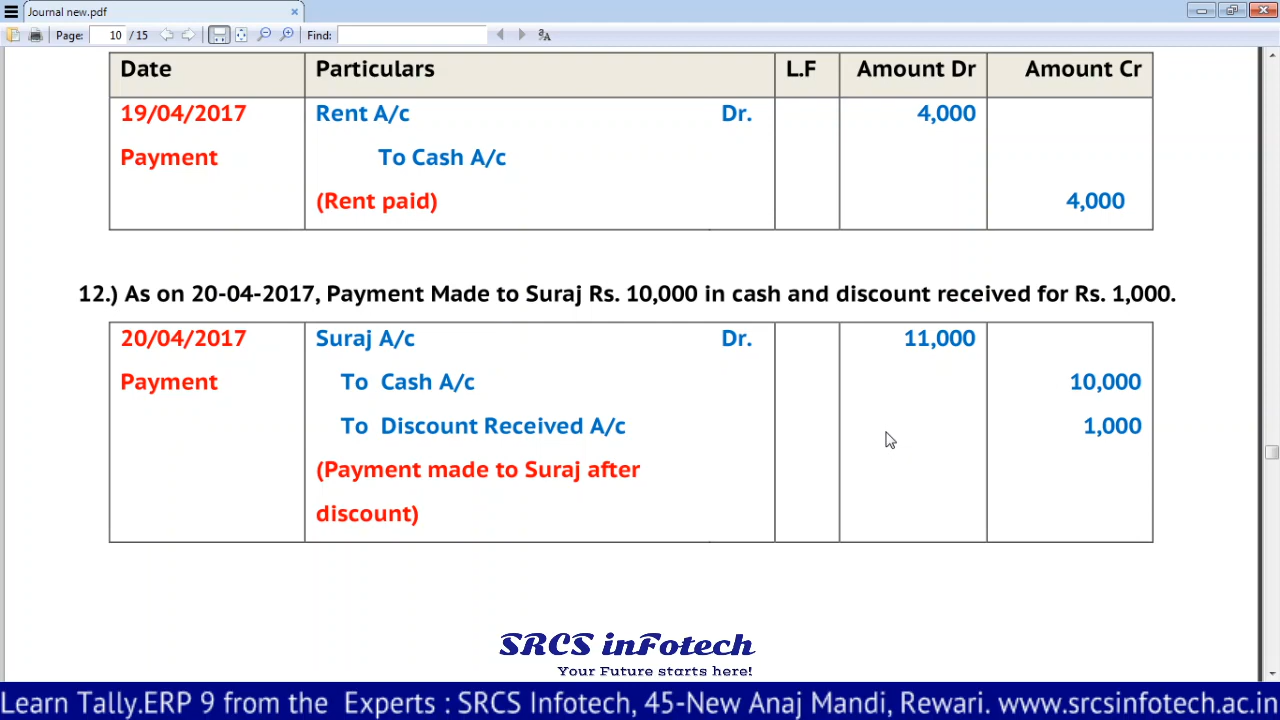 Journal new.pdf
Page: 10 / 15 Find:
Date Particulars L.F Amount Dr Amount Cr
19/04/2017 Rent A/c Dr. 4,000
Payment To Cash A/c
(Rent paid) 4,000
12.) As on 20-04-2017, Payment Made to Suraj Rs. 10,000 in cash and discount received for Rs. 1,000.
20/04/2017 Suraj A/c Dr. 11,000
Payment To Cash A/c 10,000
To Discount Received A/c 1,000
(Payment made to Suraj after
discount)
SRCS inFotech
Your Future starts here!
Learn Tally.ERP 9 from the Experts : SRCS Infotech, 45-New Anaj Mandi, Rewari. www.srcsinfotech.ac.in